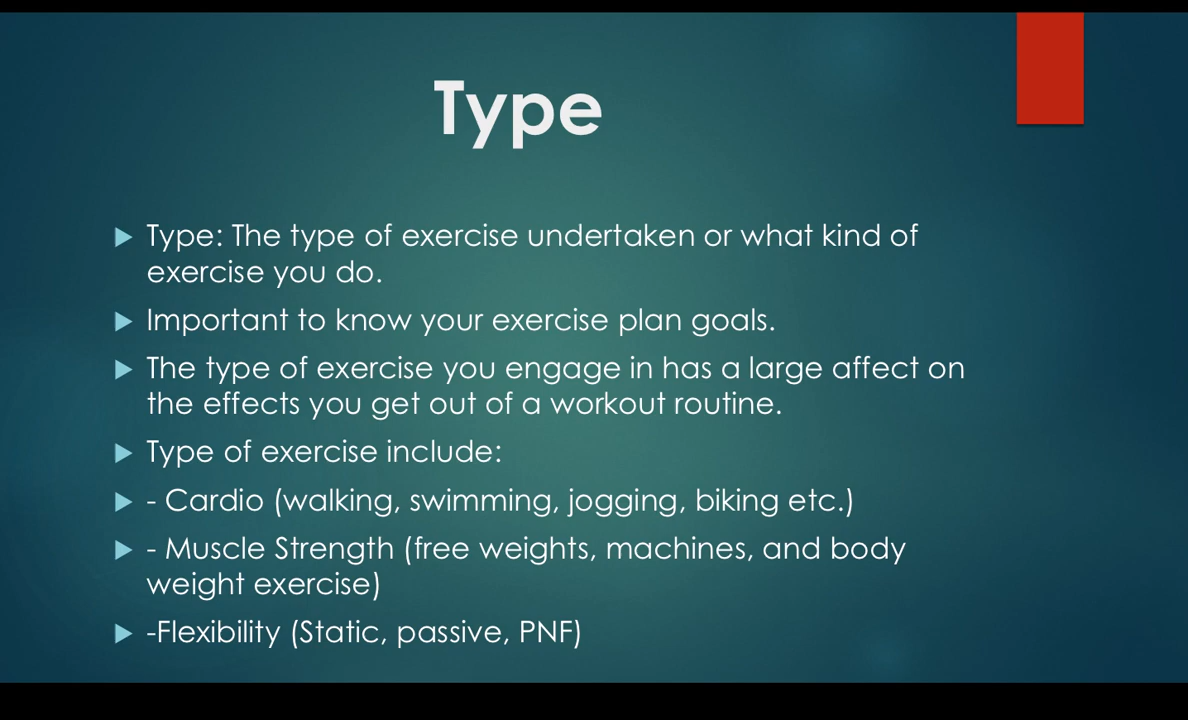 Type
Type: The type of exercise undertaken or what kind of
exercise you do.
Important to know your exercise plan goals.
The type of exercise you engage in has a large affect on
the effects you get out of a workout routine.
Type of exercise include:
- Cardio (walking, swimming, jogging, biking etc.)
- Muscle Strength (free weights, machines, and body
weight exercise)
-Flexibility (Static, passive, PNF)